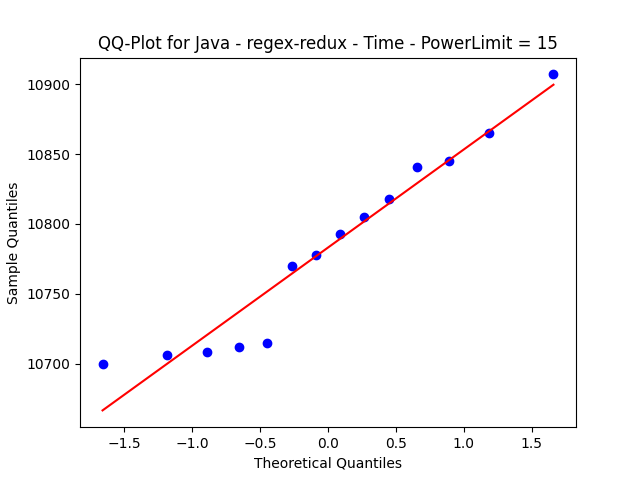 QQ-Plot for Java - regex-redux - Time - PowerLimit = 15
10900
10850
10800
10750
10700
Sample Quantiles
−1.5 −1.0 −0.5 0.0 0.5 1.0 1.5
Theoretical Quantiles